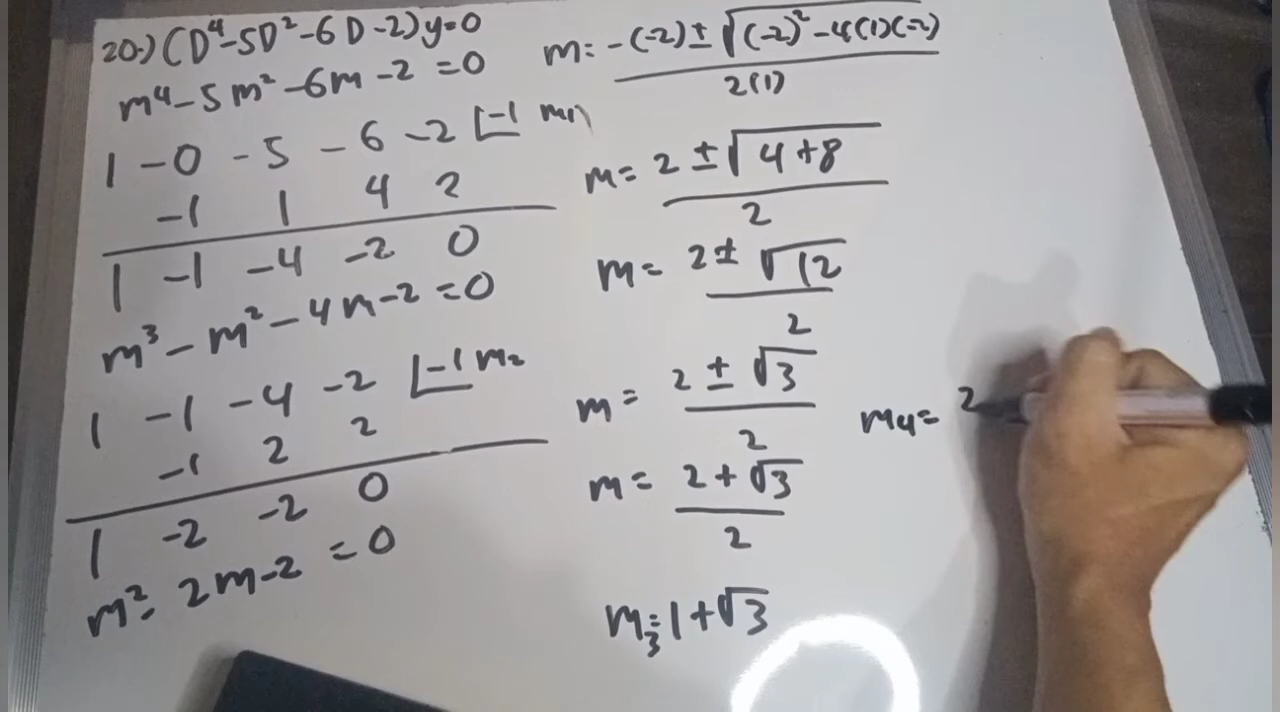 20.) (D⁴-5D²-6D-2)y=0
m⁴-5m²-6m-2=0
1 -0 -5 -6 -2 |-1 m1
-1 1 4 2
1 -1 -4 -2 0
m³-m²-4m-2=0
1 -1 -4 -2 |-1 m2
-1 2 2
1 -2 -2 0
m²-2m-2=0
m= -(-2)±√(-2)²-4(1)(-2)
2(1)
m= 2±√4+8
2
m= 2±√12
2
m= 2±√3
2
m= 2+√3
2
m3=1+√3
m4= 2